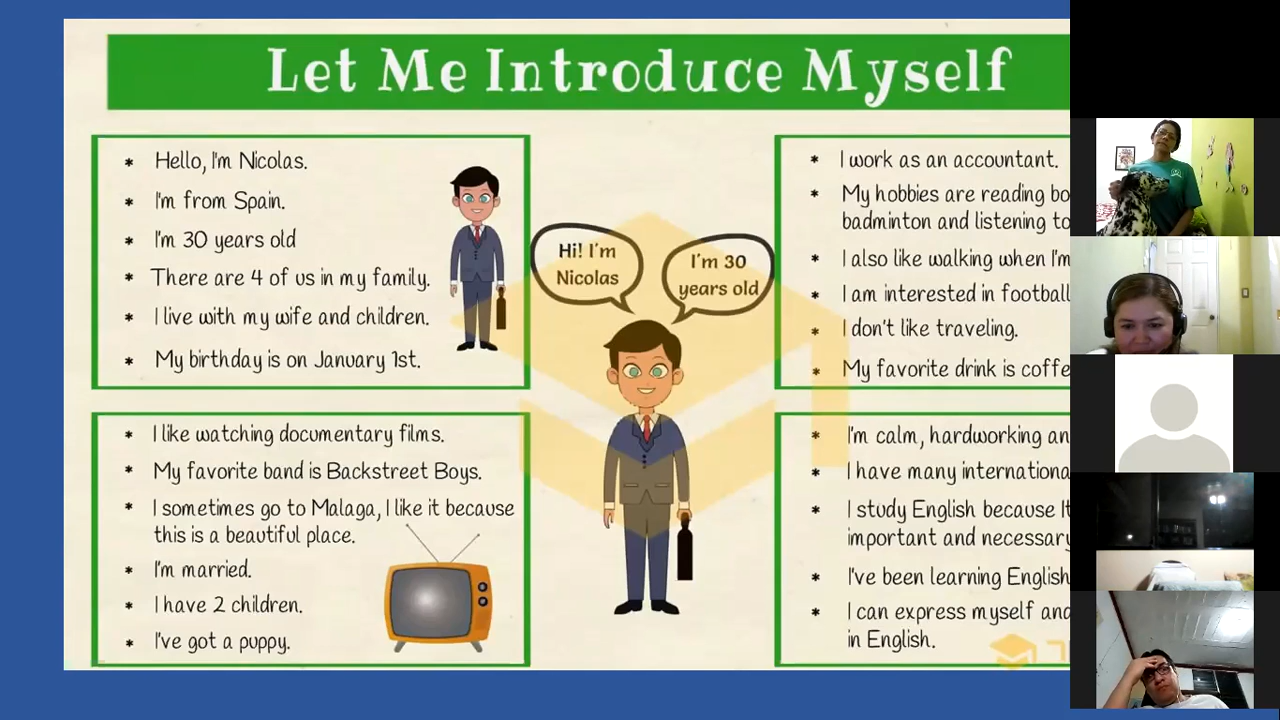 Let Me Introduce Myself
* Hello, I'm Nicolas.
* I'm from Spain.
* I'm 30 years old
* There are 4 of us in my family.
* I live with my wife and children.
* My birthday is on January 1st.
Hi! I'm
Nicolas
I'm 30
years old
* I work as an accountant.
* My hobbies are reading bo
badminton and listening to
* I also like walking when I'm
* I am interested in football
* I don't like traveling.
* My favorite drink is coffe
* I like watching documentary films.
* My favorite band is Backstreet Boys.
* I sometimes go to Malaga, I like it because
this is a beautiful place.
* I'm married.
* I have 2 children.
* I've got a puppy.
* I'm calm, hardworking an
* I have many internationa
* I study English because It
important and necessary
* I've been learning English
* I can express myself and
in English.